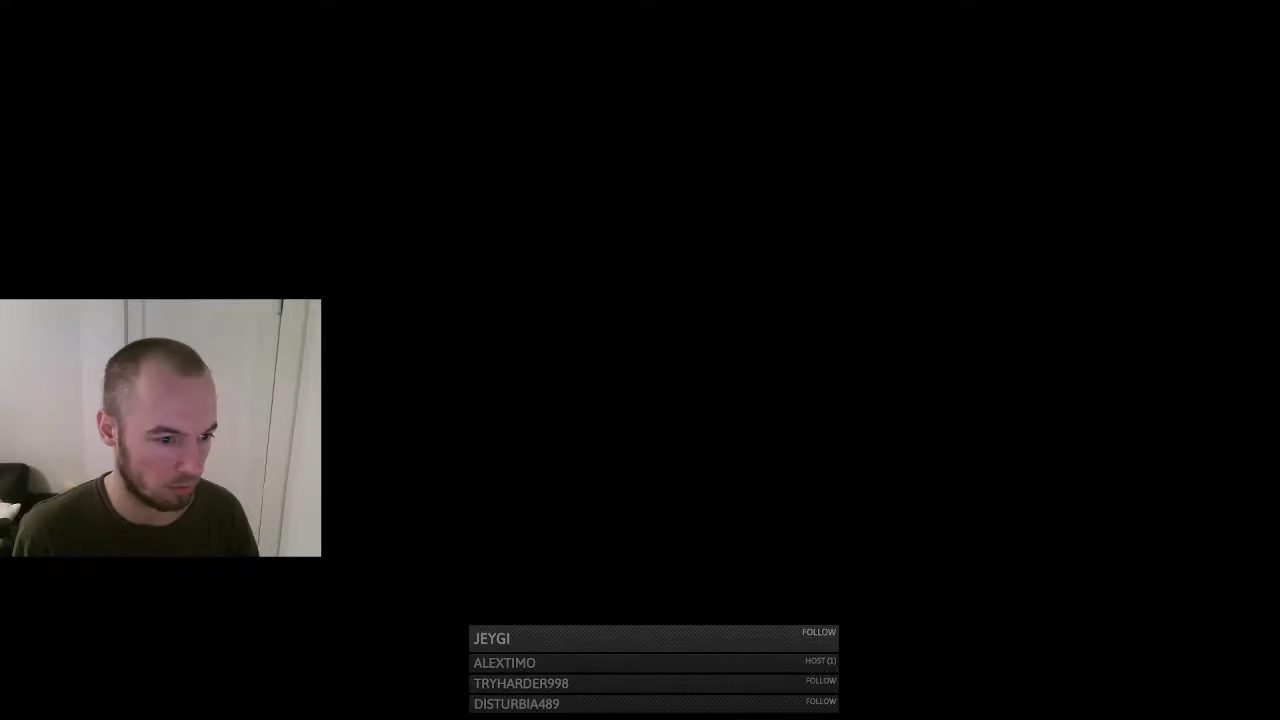 JEYGI FOLLOW
ALEXTIMO HOST (1)
TRYHARDER998 FOLLOW
DISTURBIA489 FOLLOW